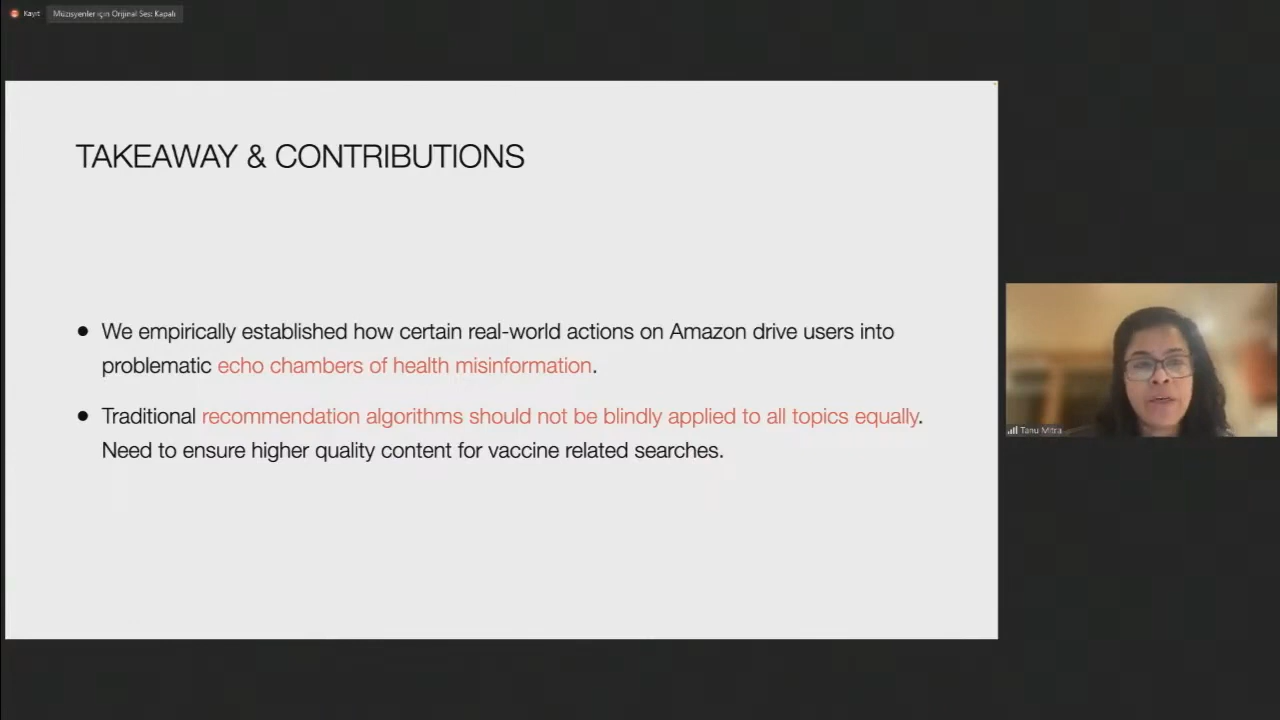 Kayıt
Müzisyenler için Orijinal Ses: Kapalı
TAKEAWAY & CONTRIBUTIONS
● We empirically established how certain real-world actions on Amazon drive users into
problematic echo chambers of health misinformation.
● Traditional recommendation algorithms should not be blindly applied to all topics equally.
Need to ensure higher quality content for vaccine related searches.
Tanu Mitra